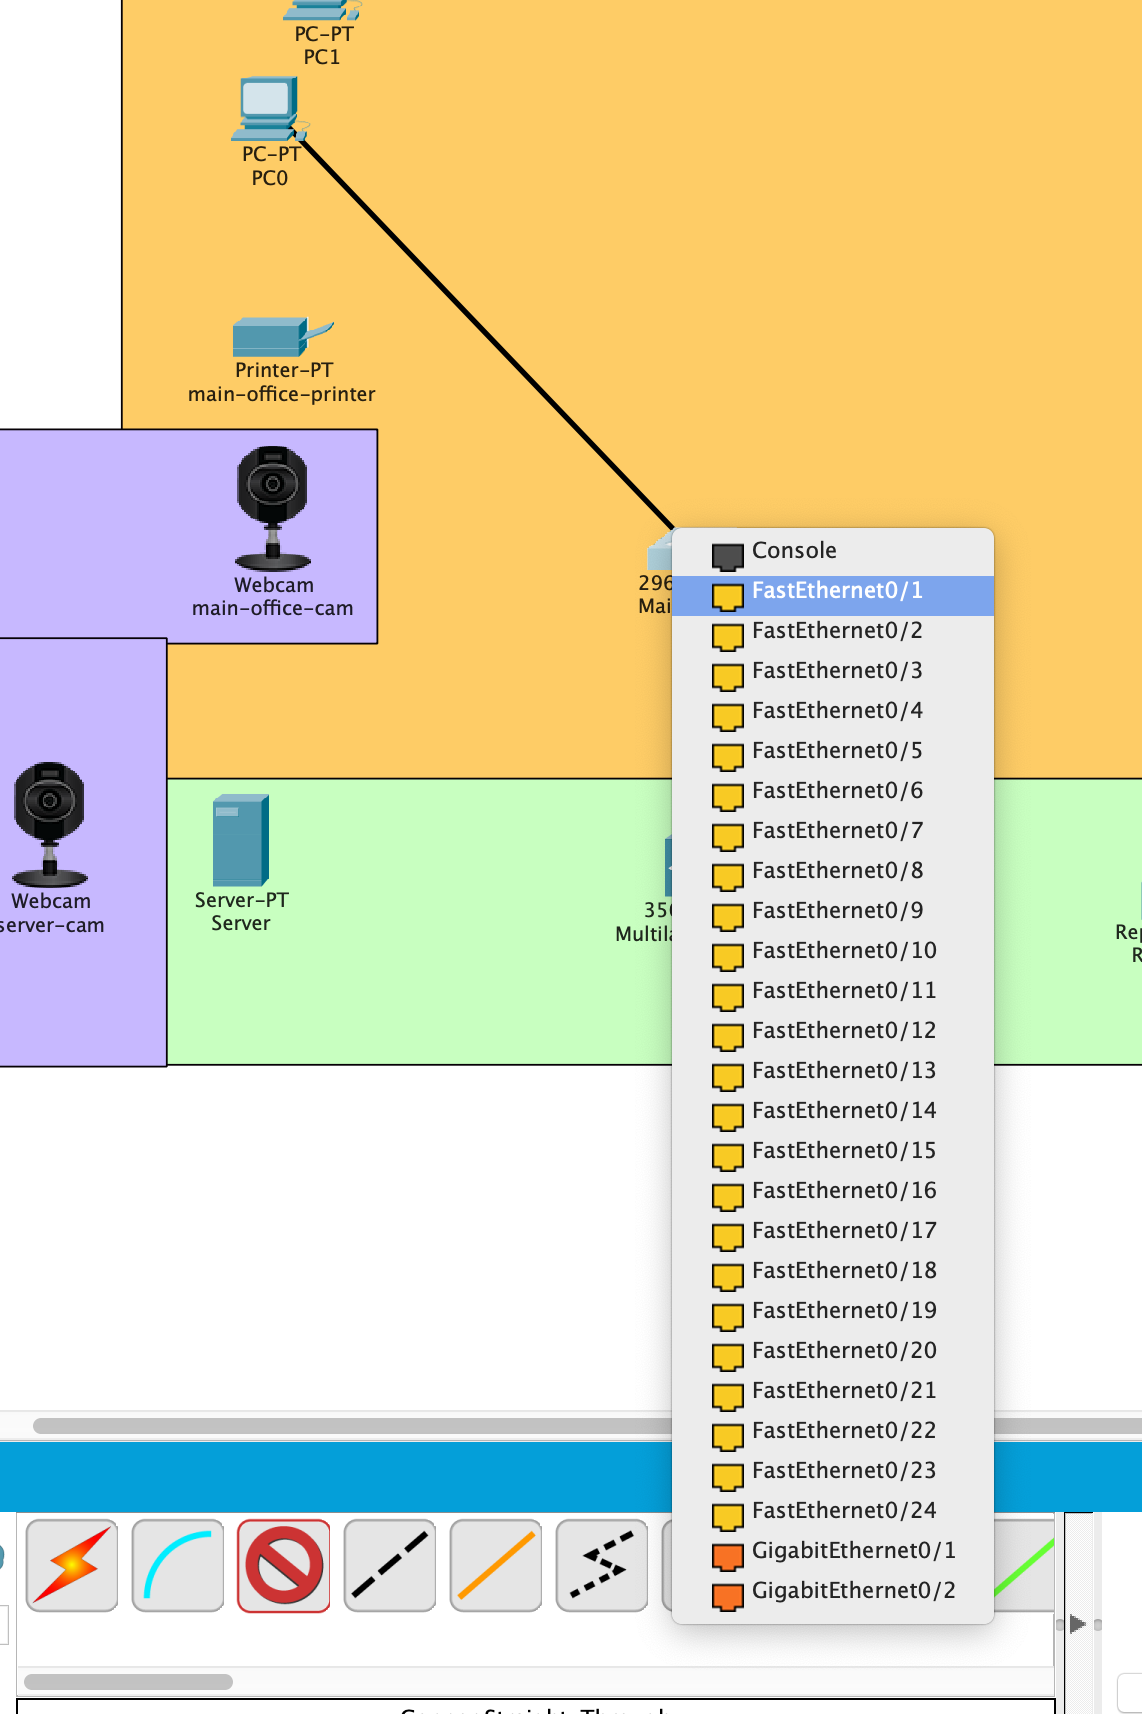 PC-PT
PC1
PC-PT
PC0
Printer-PT
main-office-printer
Webcam
main-office-cam
Console
FastEthernet0/1
FastEthernet0/2
FastEthernet0/3
FastEthernet0/4
FastEthernet0/5
FastEthernet0/6
FastEthernet0/7
FastEthernet0/8
FastEthernet0/9
FastEthernet0/10
FastEthernet0/11
FastEthernet0/12
FastEthernet0/13
FastEthernet0/14
FastEthernet0/15
FastEthernet0/16
FastEthernet0/17
FastEthernet0/18
FastEthernet0/19
FastEthernet0/20
FastEthernet0/21
FastEthernet0/22
FastEthernet0/23
FastEthernet0/24
GigabitEthernet0/1
GigabitEthernet0/2
296
Mai
Webcam
server-cam
Server-PT
Server
356
Multila
Rep
R